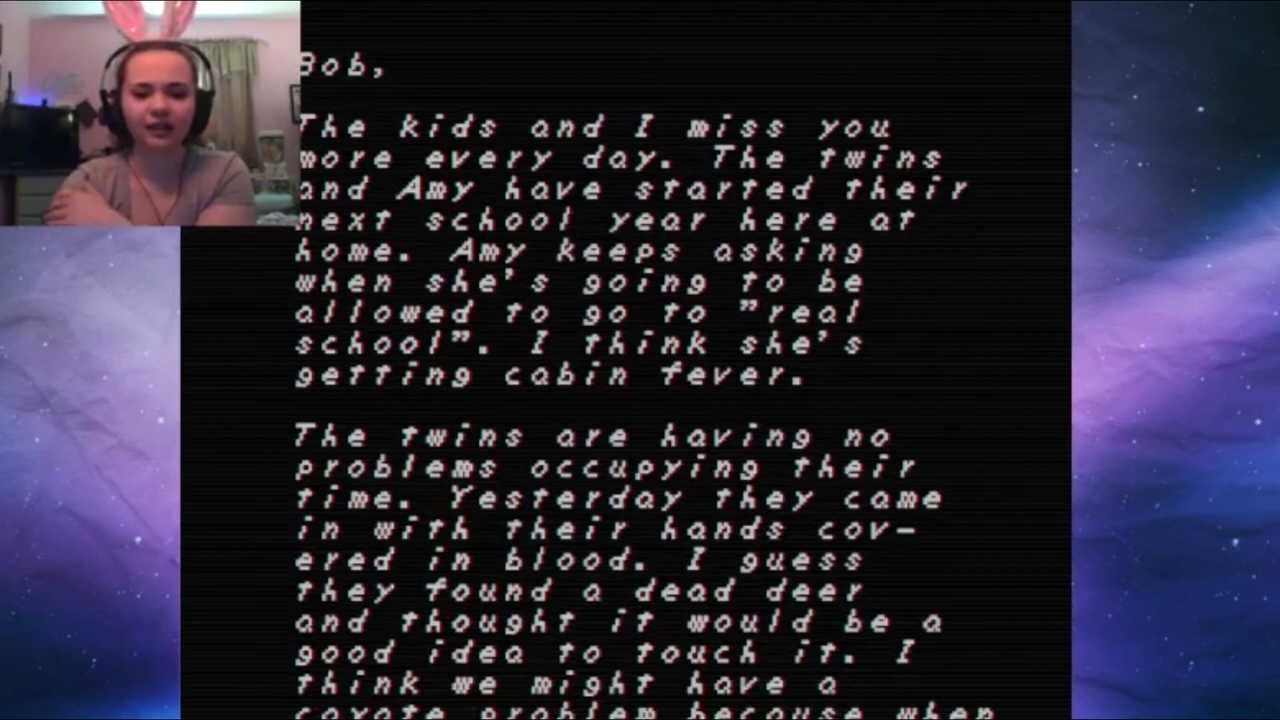 Bob,
The kids and I miss you
more every day. The twins
and Amy have started their
next school year here at
home. Amy keeps asking
when she's going to be
allowed to go to "real
school". I think she's
getting cabin fever.
The twins are having no
problems occupying their
time. Yesterday they came
in with their hands cov-
ered in blood. I guess
they found a dead deer
and thought it would be a
good idea to touch it. I
think we might have a
coyote problem because when